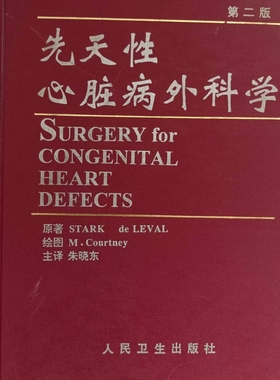 第二版
先天性
心脏病外科学
SURGERY for
CONGENITAL
HEART
DEFECTS
原著 STARK de LEVAL
绘图 M.Courtney
主译 朱晓东
人民卫生出版社